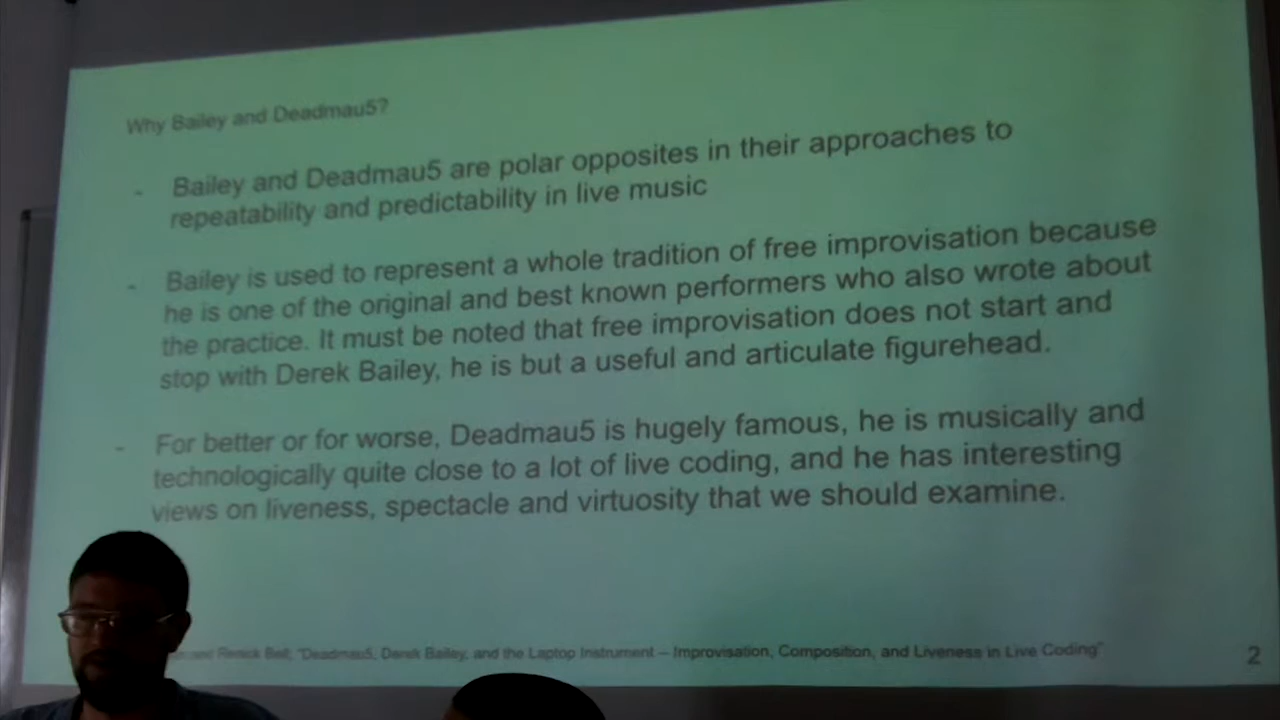 Why Bailey and Deadmau5?
- Bailey and Deadmau5 are polar opposites in their approaches to
repeatability and predictability in live music
- Bailey is used to represent a whole tradition of free improvisation because
he is one of the original and best known performers who also wrote about
the practice. It must be noted that free improvisation does not start and
stop with Derek Bailey, he is but a useful and articulate figurehead.
- For better or for worse, Deadmau5 is hugely famous, he is musically and
technologically quite close to a lot of live coding, and he has interesting
views on liveness, spectacle and virtuosity that we should examine.
and Renick Bell, "Deadmau5, Derek Bailey, and the Laptop Instrument – Improvisation, Composition, and Liveness in Live Coding"
2